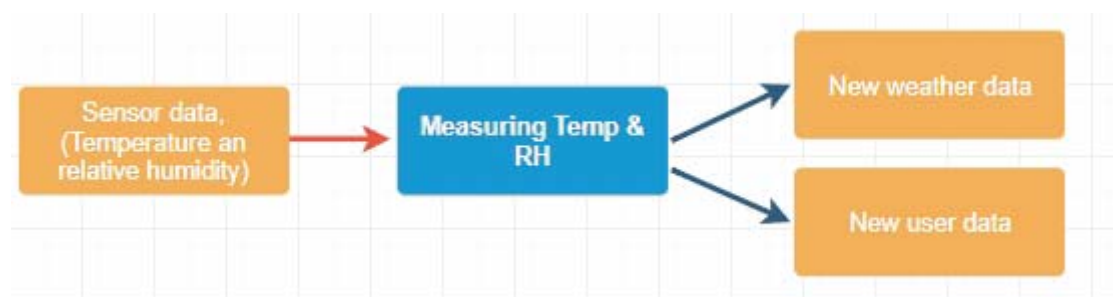 Sensor data,
(Temperature an
relative humidity)
Measuring Temp &
RH
New weather data
New user data